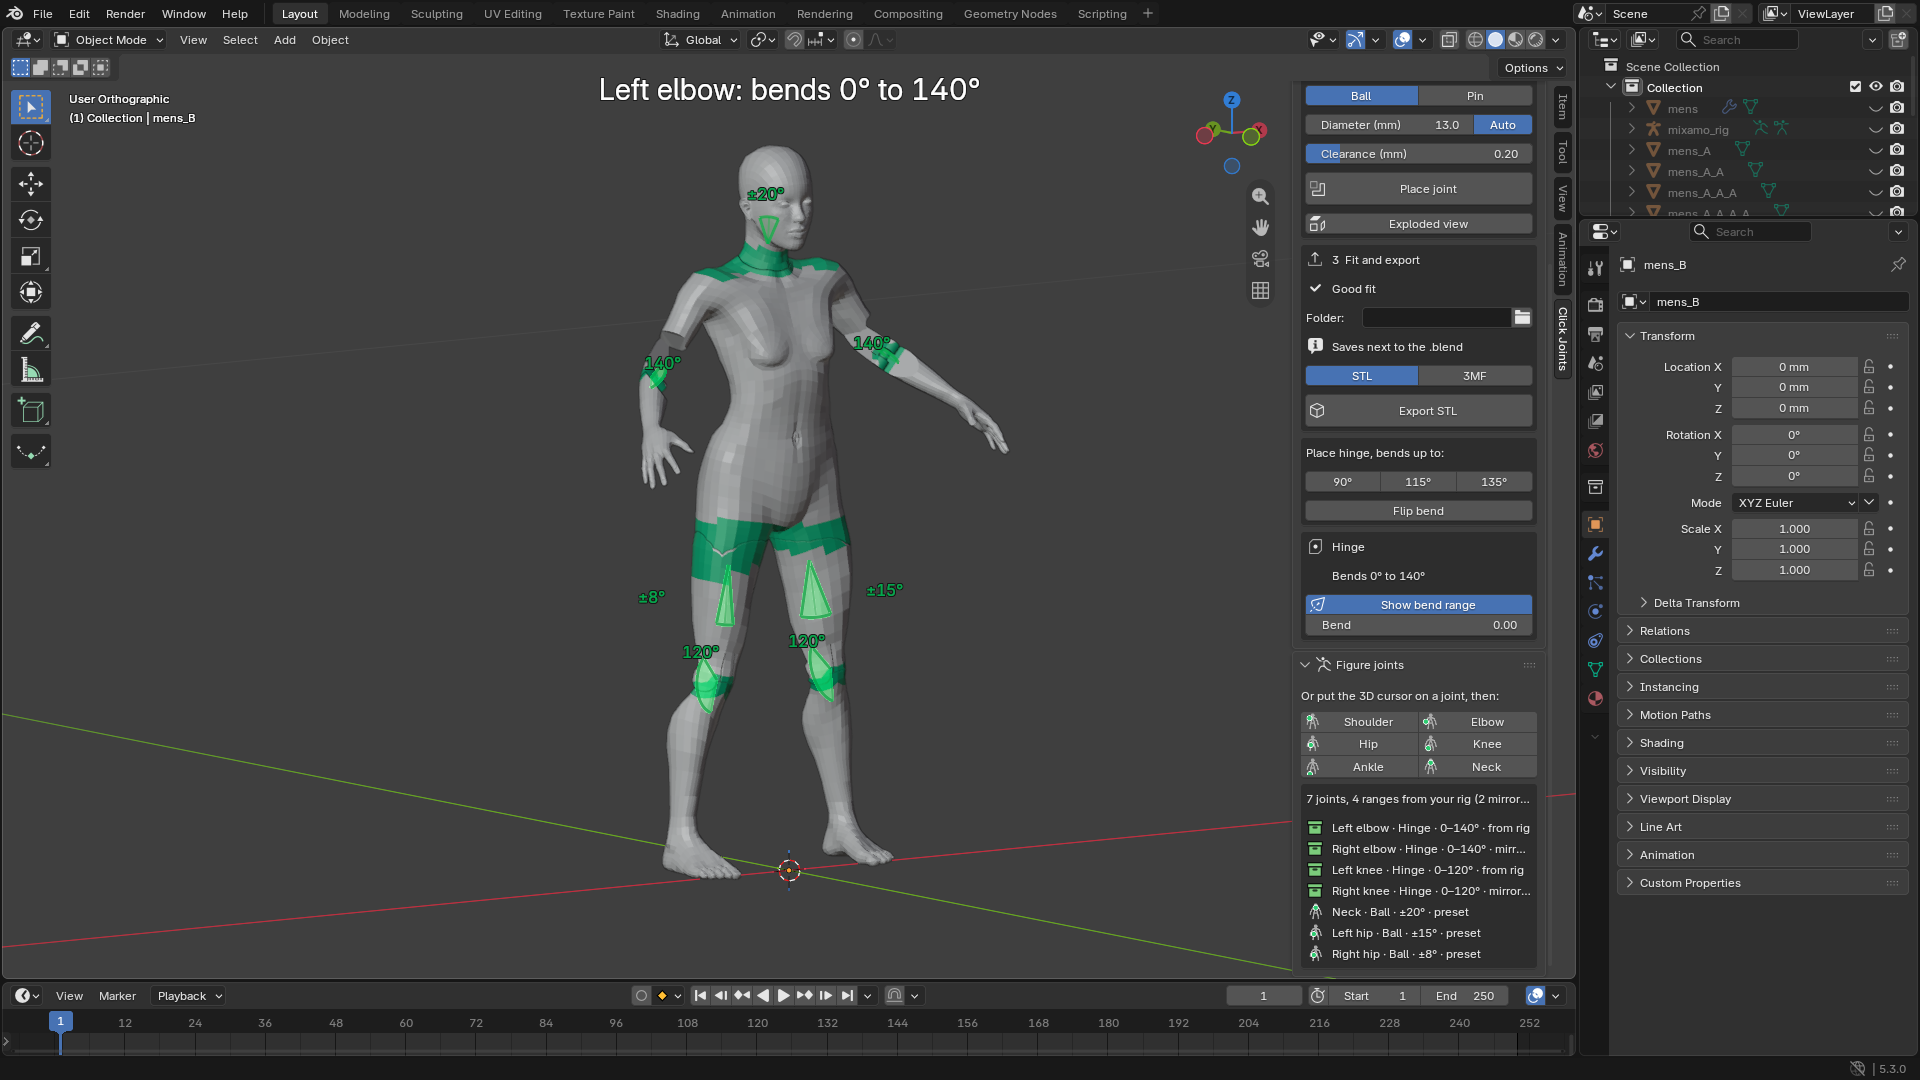 File Edit Render Window Help Layout Modeling Sculpting UV Editing Texture Paint Shading Animation Rendering Compositing Geometry Nodes Scripting + Scene ViewLayer
Object Mode View Select Add Object Global Search
Options
Left elbow: bends 0° to 140°
User Orthographic
(1) Collection | mens_B
Z
Y
±20°
140°
140°
±8°
±15°
120°
120°
Ball Pin
Diameter (mm) 13.0 Auto
Clearance (mm) 0.20
Place joint
Exploded view
3 Fit and export
Good fit
Folder:
Saves next to the .blend
STL 3MF
Export STL
Place hinge, bends up to:
90° 115° 135°
Flip bend
Hinge
Bends 0° to 140°
Show bend range
Bend 0.00
Figure joints
Or put the 3D cursor on a joint, then:
Shoulder Elbow
Hip Knee
Ankle Neck
7 joints, 4 ranges from your rig (2 mirror...
Left elbow · Hinge · 0–140° · from rig
Right elbow · Hinge · 0–140° · mirr...
Left knee · Hinge · 0–120° · from rig
Right knee · Hinge · 0–120° · mirror...
Neck · Ball · ±20° · preset
Left hip · Ball · ±15° · preset
Right hip · Ball · ±8° · preset
Item
Tool
View
Animation
Click Joints
Scene Collection
Collection
mens
mixamo_rig
mens_A
mens_A_A
mens_A_A_A
mens_A_A_A_A
Search
mens_B
mens_B
Transform
Location X 0 mm
Y 0 mm
Z 0 mm
Rotation X 0°
Y 0°
Z 0°
Mode XYZ Euler
Scale X 1.000
Y 1.000
Z 1.000
Delta Transform
Relations
Collections
Instancing
Motion Paths
Shading
Visibility
Viewport Display
Line Art
Animation
Custom Properties
View Marker Playback 1 Start 1 End 250
1 12 24 36 48 60 72 84 96 108 120 132 144 156 168 180 192 204 216 228 240 252
5.3.0